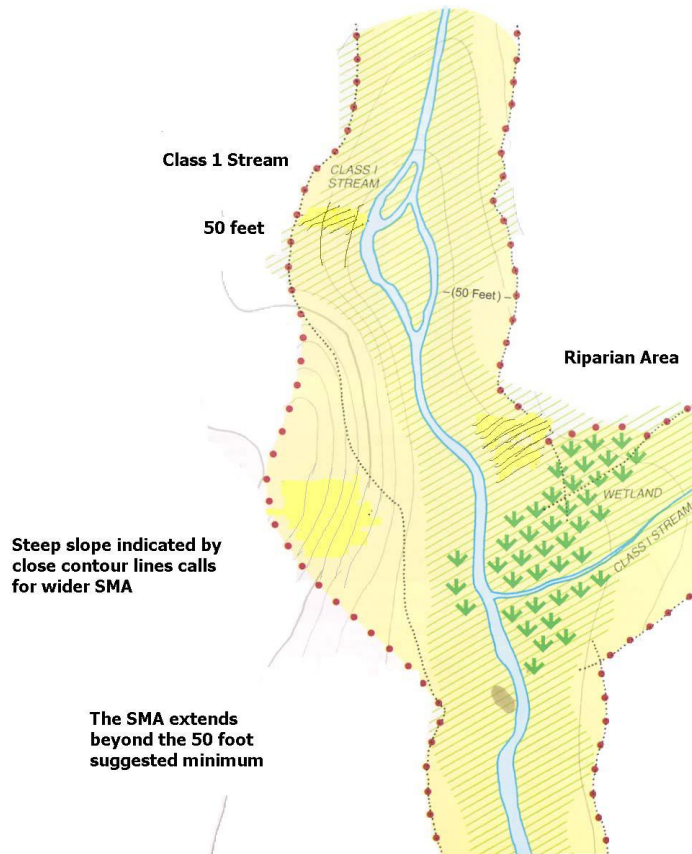 Class 1 Stream
CLASS I
STREAM
50 feet
(50 Feet)
Riparian Area
WETLAND
CLASS I STREAM
Steep slope indicated by
close contour lines calls
for wider SMA
The SMA extends
beyond the 50 foot
suggested minimum